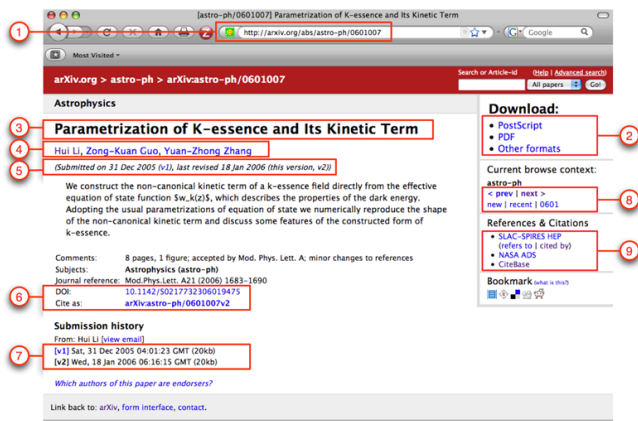 [astro-ph/0601007] Parametrization of K-essence and Its Kinetic Term
1
http://arxiv.org/abs/astro-ph/0601007
Google
Most Visited
Search or Article-id
(Help | Advanced search)
arXiv.org > astro-ph > arXiv:astro-ph/0601007
All papers
Go!
Astrophysics
Download:
3
Parametrization of K-essence and Its Kinetic Term
• PostScript
• PDF
• Other formats
2
4
Hui Li, Zong-Kuan Guo, Yuan-Zhong Zhang
5
(Submitted on 31 Dec 2005 (v1), last revised 18 Jan 2006 (this version, v2))
Current browse context:
astro-ph
< prev | next >
new | recent | 0601
8
We construct the non-canonical kinetic term of a k-essence field directly from the effective
equation of state function $w_k(z)$, which describes the properties of the dark energy.
Adopting the usual parametrizations of equation of state we numerically reproduce the shape
of the non-canonical kinetic term and discuss some features of the constructed form of
k-essence.
References & Citations
• SLAC-SPIRES HEP
(refers to | cited by)
• NASA ADS
• CiteBase
9
Bookmark (what is this?)
Comments: 8 pages, 1 figure; accepted by Mod. Phys. Lett. A; minor changes to references
Subjects: Astrophysics (astro-ph)
Journal reference: Mod.Phys.Lett. A21 (2006) 1683-1690
6
DOI: 10.1142/S0217732306019475
Cite as: arXiv:astro-ph/0601007v2
Submission history
From: Hui Li [view email]
7
[v1] Sat, 31 Dec 2005 04:01:23 GMT (20kb)
[v2] Wed, 18 Jan 2006 06:16:15 GMT (20kb)
Which authors of this paper are endorsers?
Link back to: arXiv, form interface, contact.